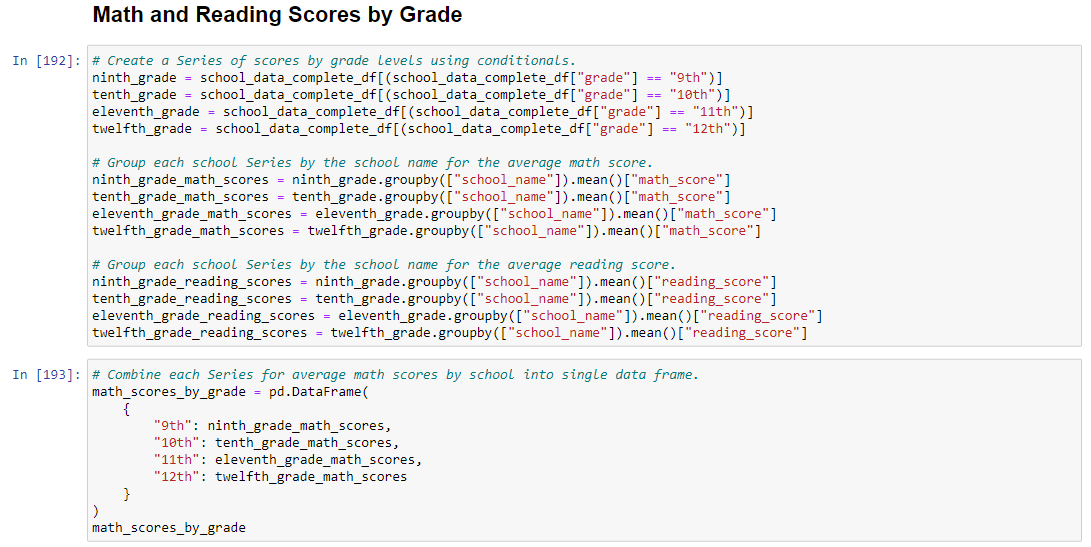 Math and Reading Scores by Grade
In [192]: # Create a Series of scores by grade levels using conditionals.
ninth_grade = school_data_complete_df[(school_data_complete_df["grade"] == "9th")]
tenth_grade = school_data_complete_df[(school_data_complete_df["grade"] == "10th")]
eleventh_grade = school_data_complete_df[(school_data_complete_df["grade"] == "11th")]
twelfth_grade = school_data_complete_df[(school_data_complete_df["grade"] == "12th")]

# Group each school Series by the school name for the average math score.
ninth_grade_math_scores = ninth_grade.groupby(["school_name"]).mean()["math_score"]
tenth_grade_math_scores = tenth_grade.groupby(["school_name"]).mean()["math_score"]
eleventh_grade_math_scores = eleventh_grade.groupby(["school_name"]).mean()["math_score"]
twelfth_grade_math_scores = twelfth_grade.groupby(["school_name"]).mean()["math_score"]

# Group each school Series by the school name for the average reading score.
ninth_grade_reading_scores = ninth_grade.groupby(["school_name"]).mean()["reading_score"]
tenth_grade_reading_scores = tenth_grade.groupby(["school_name"]).mean()["reading_score"]
eleventh_grade_reading_scores = eleventh_grade.groupby(["school_name"]).mean()["reading_score"]
twelfth_grade_reading_scores = twelfth_grade.groupby(["school_name"]).mean()["reading_score"]

In [193]: # Combine each Series for average math scores by school into single data frame.
math_scores_by_grade = pd.DataFrame(
    {
        "9th": ninth_grade_math_scores,
        "10th": tenth_grade_math_scores,
        "11th": eleventh_grade_math_scores,
        "12th": twelfth_grade_math_scores
    }
)
math_scores_by_grade